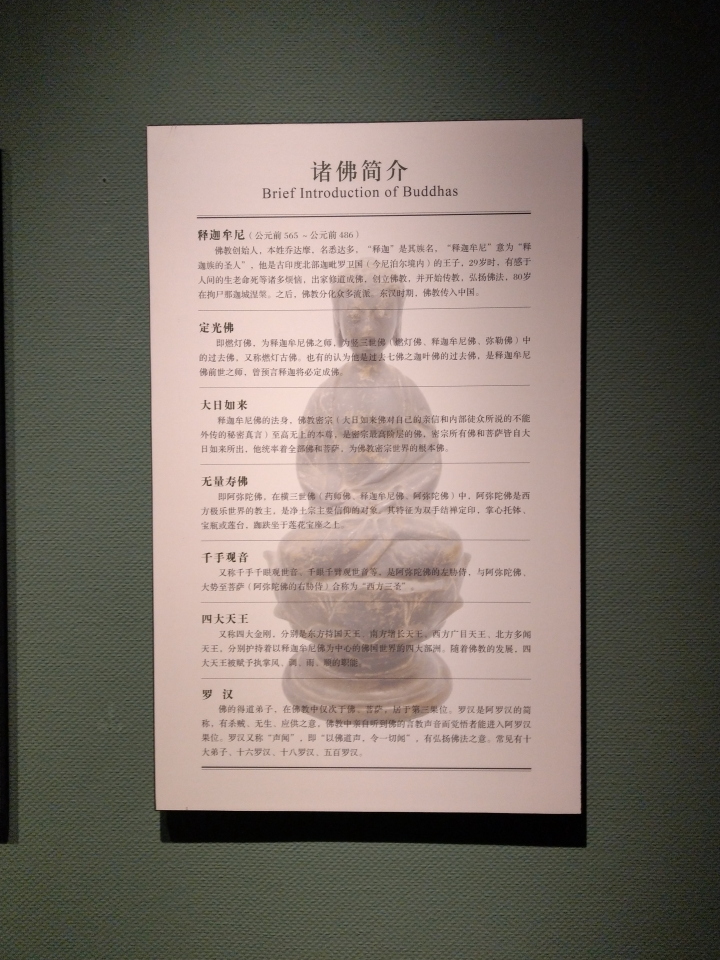 诸佛简介
Brief Introduction of Buddhas
释迦牟尼（公元前 565 ~ 公元前 486）
佛教创始人，本姓乔达摩，名悉达多，“释迦”是其族名，“释迦牟尼”意为“释
迦族的圣人”，他是古印度北部迦毗罗卫国（今尼泊尔境内）的王子，29岁时，有感于
人间的生老命死等诸多烦恼，出家修道成佛，创立佛教，并开始传教，弘扬佛法，80岁
在拘尸那迦城涅槃。之后，佛教分化众多流派。东汉时期，佛教传入中国。
定光佛
即燃灯佛，为释迦牟尼佛之师，为竖三世佛（燃灯佛、释迦牟尼佛、弥勒佛）中
的过去佛，又称燃灯古佛。也有的认为他是过去七佛之迦叶佛的过去佛，是释迦牟尼
佛前世之师，曾预言释迦将必定成佛。
大日如来
释迦牟尼佛的法身，佛教密宗（大日如来佛对自己的亲信和内部徒众所说的不能
外传的秘密真言）至高无上的本尊，是密宗最高阶层的佛，密宗所有佛和菩萨皆自大
日如来所出，他统率着全部佛和菩萨，为佛教密宗世界的根本佛。
无量寿佛
即阿弥陀佛，在横三世佛（药师佛、释迦牟尼佛、阿弥陀佛）中，阿弥陀佛是西
方极乐世界的教主，是净土宗主要信仰的对象，其特征为双手结禅定印，掌心托钵、
宝瓶或莲台，跏趺坐于莲花宝座之上。
千手观音
又称千手千眼观世音、千眼千臂观世音等，是阿弥陀佛的左胁侍，与阿弥陀佛、
大势至菩萨（阿弥陀佛的右胁侍）合称为“西方三圣”。
四大天王
又称四大金刚，分别是东方持国天王、南方增长天王、西方广目天王、北方多闻
天王，分别护持着以释迦牟尼佛为中心的佛国世界的四大部洲。随着佛教的发展，四
大天王被赋予执掌风、调、雨、顺的职能。
罗 汉
佛的得道弟子，在佛教中仅次于佛、菩萨，居于第三果位。罗汉是阿罗汉的简
称，有杀贼、无生、应供之意，佛教中亲自听到佛的言教声音而觉悟者能进入阿罗汉
果位。罗汉又称“声闻”，即“以佛道声，令一切闻”，有弘扬佛法之意。常见有十
大弟子、十六罗汉、十八罗汉、五百罗汉。